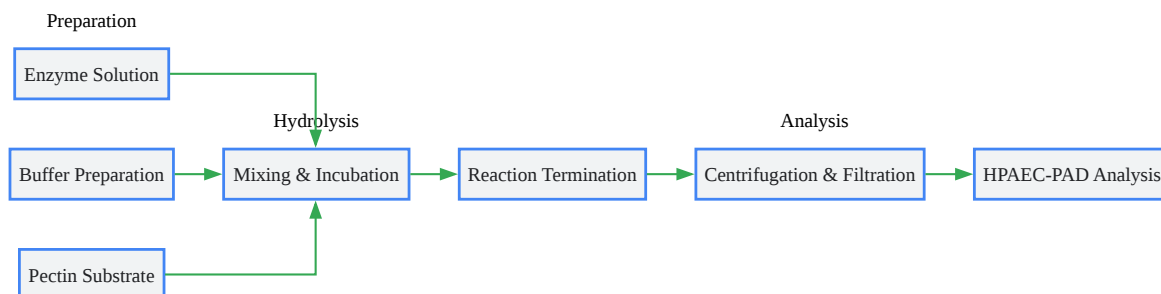 Preparation
Enzyme Solution
Hydrolysis
Analysis
Buffer Preparation
Mixing & Incubation
Reaction Termination
Centrifugation & Filtration
HPAEC-PAD Analysis
Pectin Substrate